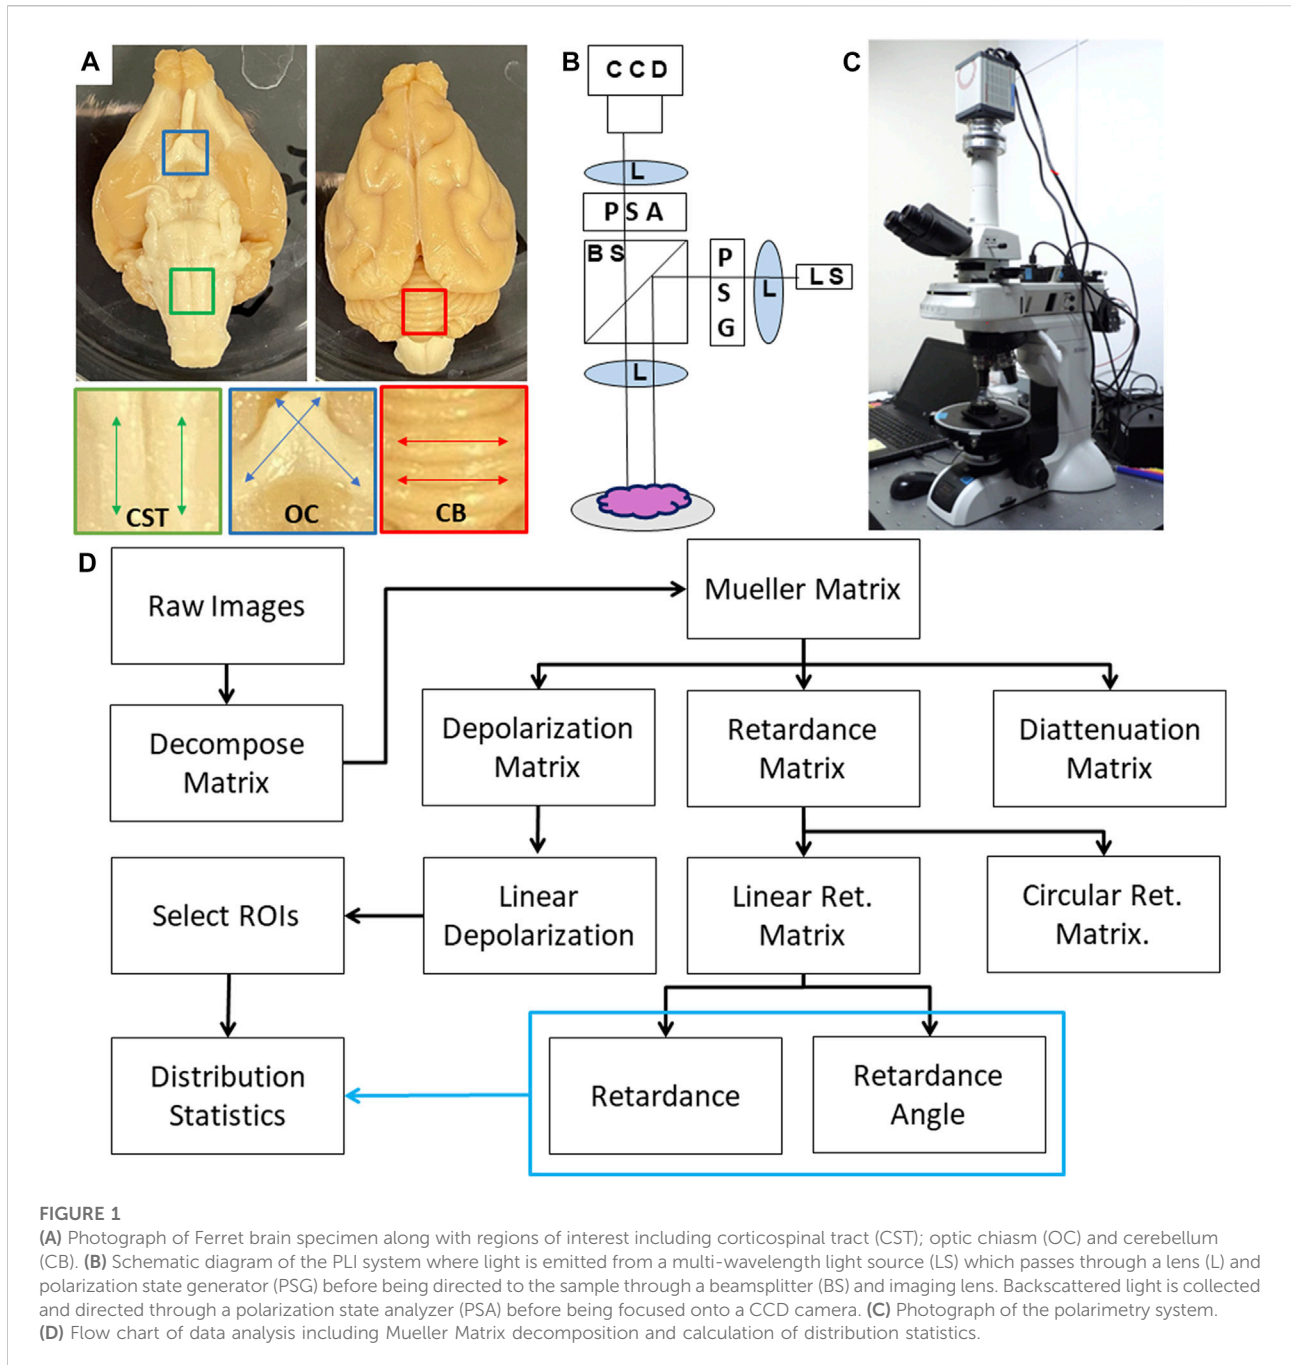 A
B
C
CCD
L
PSA
BS
P
S
G
L
LS
L
CST
OC
CB
D
Raw Images
Mueller Matrix
Decompose
Matrix
Depolarization
Matrix
Retardance
Matrix
Diattenuation
Matrix
Select ROIs
Linear
Depolarization
Linear Ret.
Matrix
Circular Ret.
Matrix.
Distribution
Statistics
Retardance
Retardance
Angle
FIGURE 1
(A) Photograph of Ferret brain specimen along with regions of interest including corticospinal tract (CST); optic chiasm (OC) and cerebellum
(CB). (B) Schematic diagram of the PLI system where light is emitted from a multi-wavelength light source (LS) which passes through a lens (L) and
polarization state generator (PSG) before being directed to the sample through a beamsplitter (BS) and imaging lens. Backscattered light is collected
and directed through a polarization state analyzer (PSA) before being focused onto a CCD camera. (C) Photograph of the polarimetry system.
(D) Flow chart of data analysis including Mueller Matrix decomposition and calculation of distribution statistics.